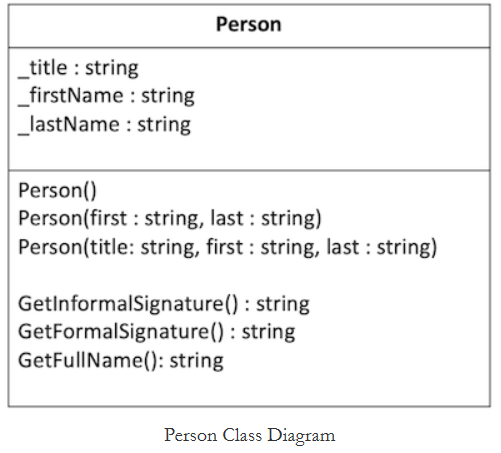 Person
_title : string
_firstName : string
_lastName : string
Person()
Person(first : string, last : string)
Person(title: string, first : string, last : string)
GetInformalSignature() : string
GetFormalSignature() : string
GetFullName(): string
Person Class Diagram